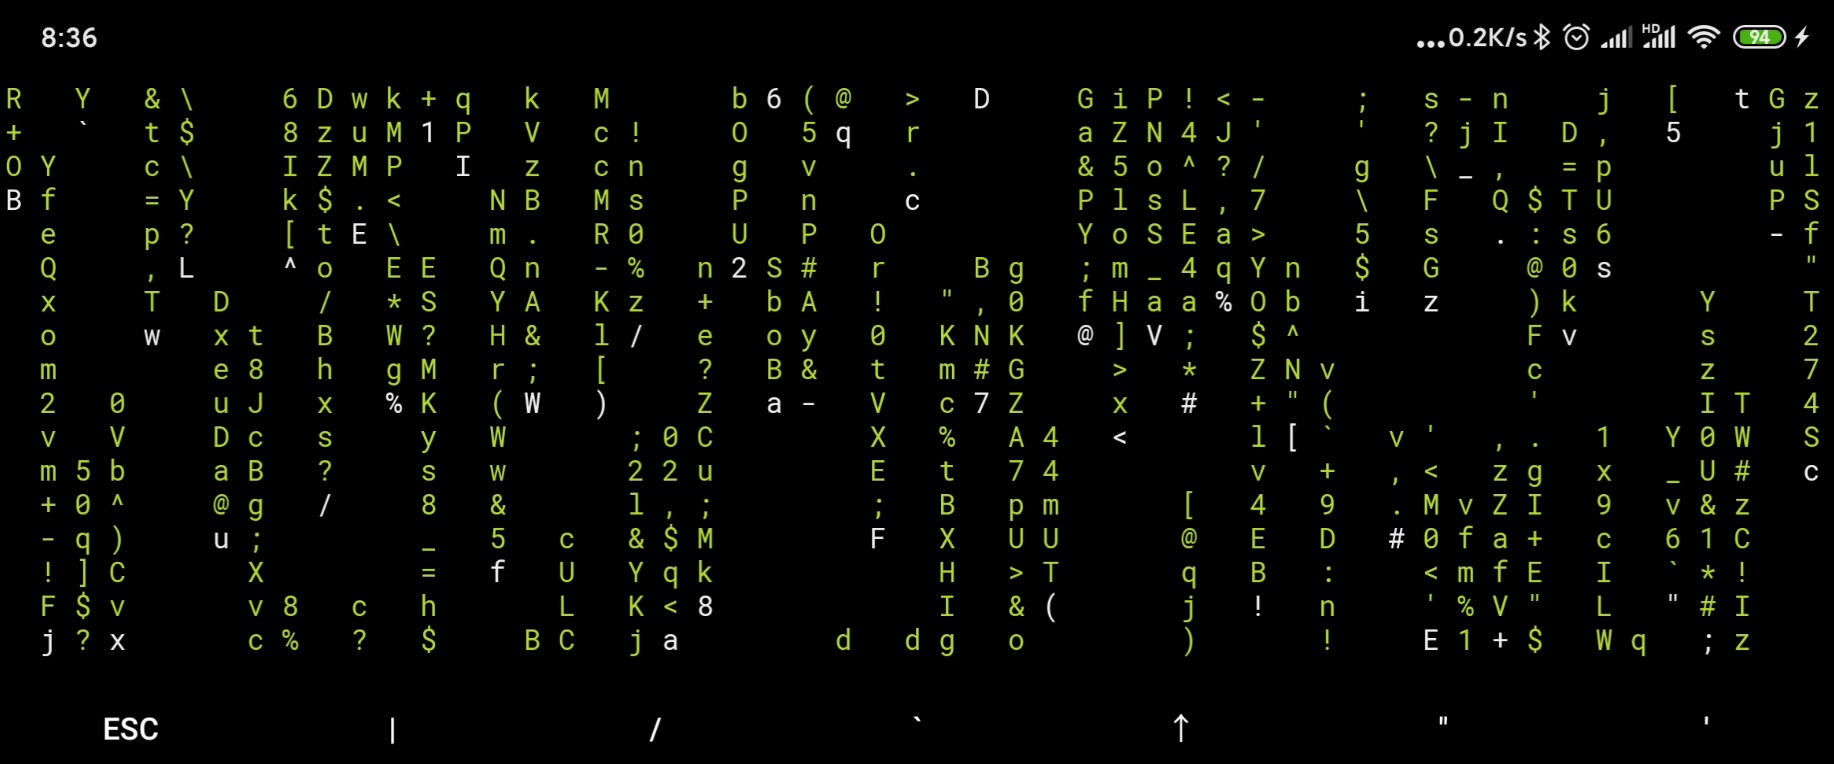 8:36 ...0.2K/s HD 94
R Y & \ 6 D w k + q k M b 6 ( @ > D G i P ! < - ; s - n j [ t G z
+ ` t $ 8 z u M 1 P V c ! O 5 q r a Z N 4 J ' ' ? j I D , 5 j 1
O Y c \ I Z M P I z c n g v . & 5 o ^ ? / g \ _ , = p u l
B f = Y k $ . < N B M s P n c P l s L , 7 \ F Q $ T U P S
e p ? [ t E \ m . R 0 U P O Y o S E a > 5 s . : s 6 - f
Q , L ^ o E E Q n - % n 2 S # r B g ; m _ 4 q Y n $ G @ 0 s "
x T D / * S Y A K z + b A ! " , 0 f H a a % O b i z ) k Y T
o w x t B W ? H & l / e o y 0 K N K @ ] V ; $ ^ F v s 2
m e 8 h g M r ; [ ? B & t m # G > * Z N v c z 7
2 0 u J x % K ( W ) Z a - V c 7 Z x # + " ( ' I T 4
v V D c s y W ; 0 C X % A 4 < l [ ` v ' , . 1 Y 0 W S
m 5 b a B ? s w 2 2 u E t 7 4 v + , < z g x _ U # c
+ 0 ^ @ g / 8 & l , ; ; B p m [ 4 9 . M v Z I 9 v & z
- q ) u ; _ 5 c & $ M F X U U @ E D # 0 f a + c 6 1 C
! ] C X = f U Y q k H > T q B : < m f E I ` * !
F $ v v 8 c h L K < 8 I & ( j ! n ' % V " L " # I
j ? x c % ? $ B C j a d d g o ) ! E 1 + $ W q ; z
ESC | / ` ↑ " '